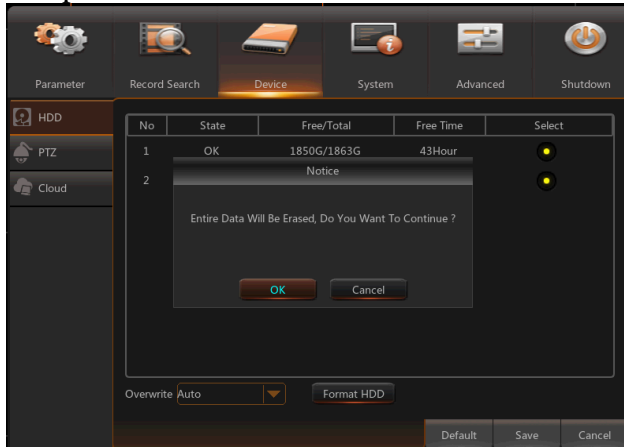 Parameter Record Search Device System Advanced Shutdown
HDD
PTZ
Cloud
No State Free/Total Free Time Select
1 OK 1850G/1863G 43Hour
2
Notice
Entire Data Will Be Erased, Do You Want To Continue ?
OK Cancel
Overwrite Auto Format HDD
Default Save Cancel